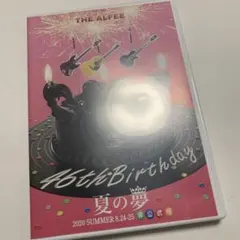 THE ALFEE
46th Birthday
夏の夢
2020 SUMMER 8.24-25